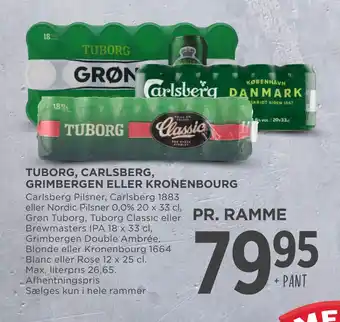 18
TUBORG
GRØN
Carlsberg
KØBENHAVN
DANMARK
20x33cl
18
TUBORG
Classic
TUBORG, CARLSBERG,
GRIMBERGEN ELLER KRONENBOURG
Carlsberg Pilsner, Carlsberg 1883
eller Nordic Pilsner 0,0% 20 x 33 cl,
Grøn Tuborg, Tuborg Classic eller
Brewmasters IPA 18 x 33 cl,
Grimbergen Double Ambrée,
Blonde eller Kronenbourg 1664
Blanc eller Rose 12 x 25 cl.
Max. literpris 26,65.
Afhentningspris
Sælges kun i hele rammer
PR. RAMME
79 95
+ PANT